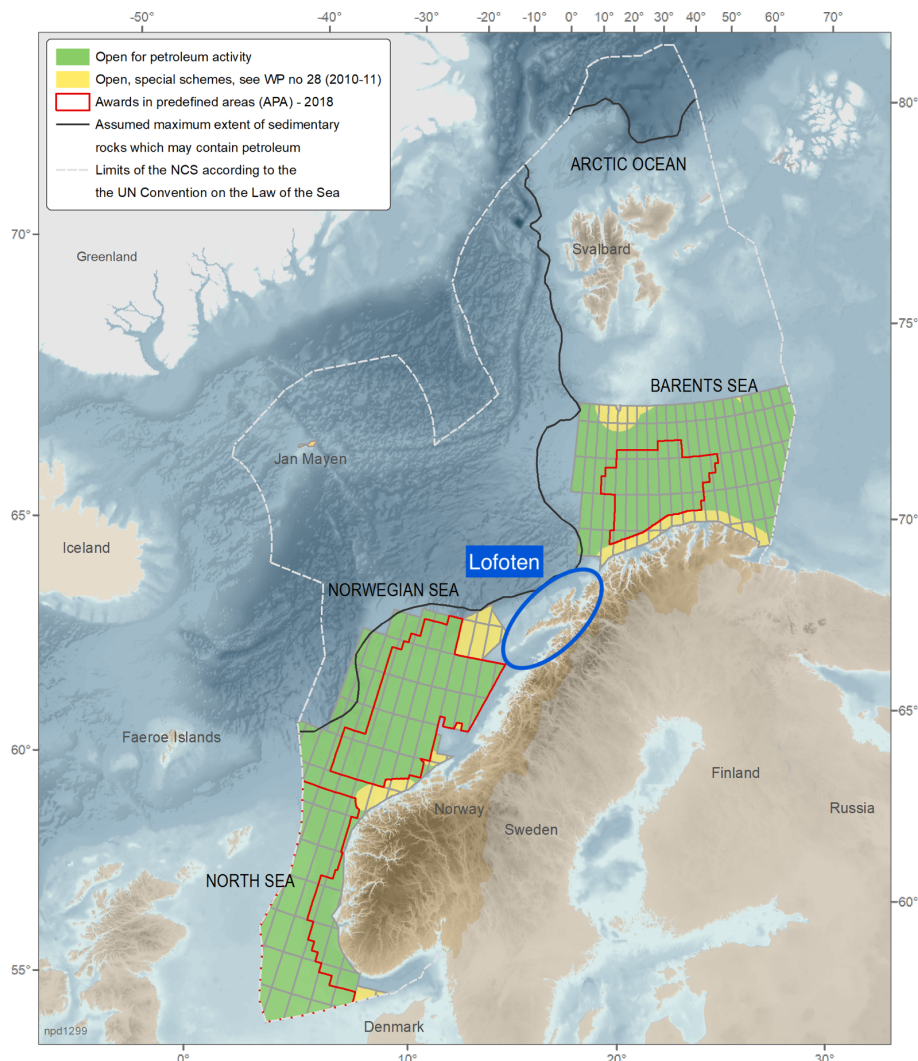 -50°
-40°
-30°
-20°
-10°
0°
10°
20°
30°
40°
50°
60°
70°
Open for petroleum activity
Open, special schemes, see WP no 28 (2010-11)
Awards in predefined areas (APA) - 2018
Assumed maximum extent of sedimentary
rocks which may contain petroleum
Limits of the NCS according to the
the UN Convention on the Law of the Sea
80°
ARCTIC OCEAN
70°
Greenland
Svalbard
75°
BARENTS SEA
Jan Mayen
65°
70°
Iceland
Lofoten
NORWEGIAN SEA
65°
Faeroe Islands
60°
Finland
Norway
Russia
Sweden
NORTH SEA
60°
55°
npd1299
Denmark
0°
10°
20°
30°